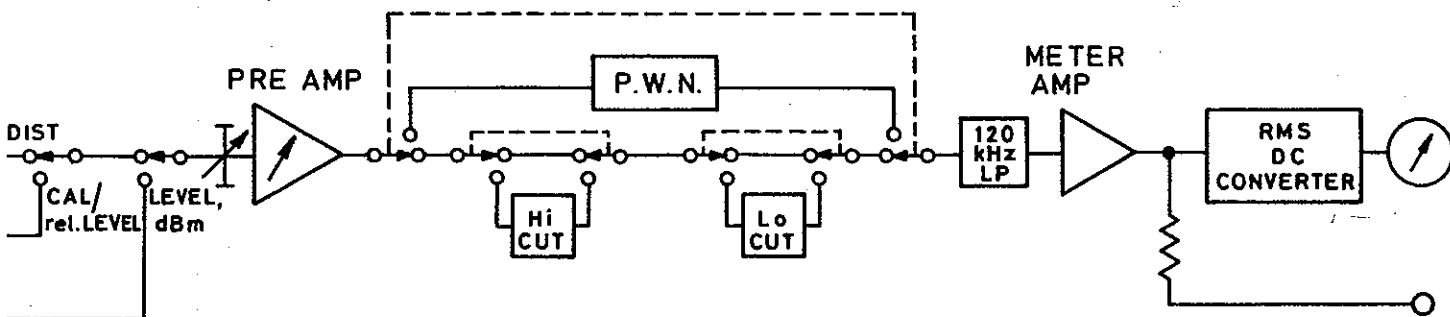 DIST
CAL/
rel.LEVEL
LEVEL,
dBm
PRE AMP
P.W.N.
Hi
CUT
Lo
CUT
120
kHz
LP
METER
AMP
RMS
DC
CONVERTER